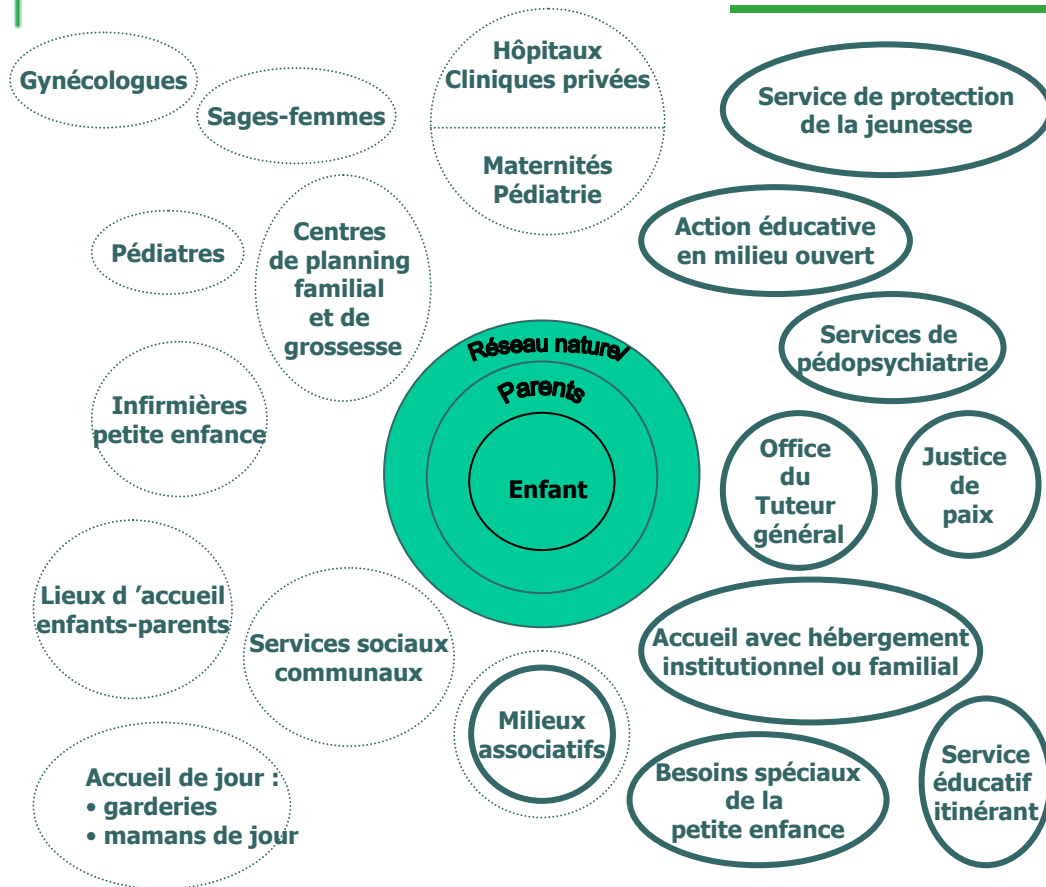 Gynécologues
Sages-femmes
Hôpitaux
Cliniques privées
Maternités
Pédiatrie
Service de protection
de la jeunesse
Pédiatres
Centres
de planning
familial
et de
grossesse
Action éducative
en milieu ouvert
Services de
pédopsychiatrie
Infirmières
petite enfance
Réseau nature/
Parents
Enfant
Office
du
Tuteur
général
Justice
de
paix
Lieux d ’accueil
enfants-parents
Services sociaux
communaux
Accueil avec hébergement
institutionnel ou familial
Milieux
associatifs
Accueil de jour :
• garderies
• mamans de jour
Besoins spéciaux
de la
petite enfance
Service
éducatif
itinérant